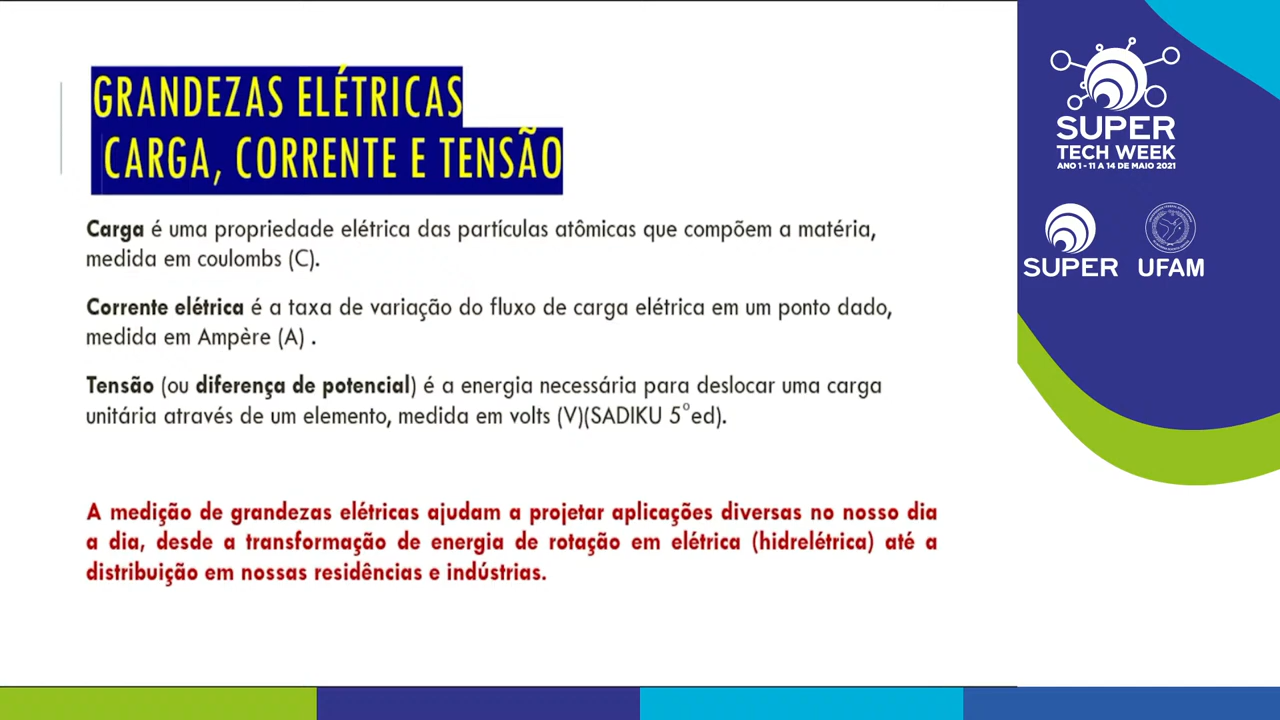 GRANDEZAS ELÉTRICAS
CARGA, CORRENTE E TENSÃO
Carga é uma propriedade elétrica das partículas atômicas que compõem a matéria,
medida em coulombs (C).
Corrente elétrica é a taxa de variação do fluxo de carga elétrica em um ponto dado,
medida em Ampère (A) .
Tensão (ou diferença de potencial) é a energia necessária para deslocar uma carga
unitária através de um elemento, medida em volts (V)(SADIKU 5°ed).
A medição de grandezas elétricas ajudam a projetar aplicações diversas no nosso dia
a dia, desde a transformação de energia de rotação em elétrica (hidrelétrica) até a
distribuição em nossas residências e indústrias.
SUPER
TECH WEEK
ANO 1 - 11 A 14 DE MAIO 2021
SUPER
UFAM